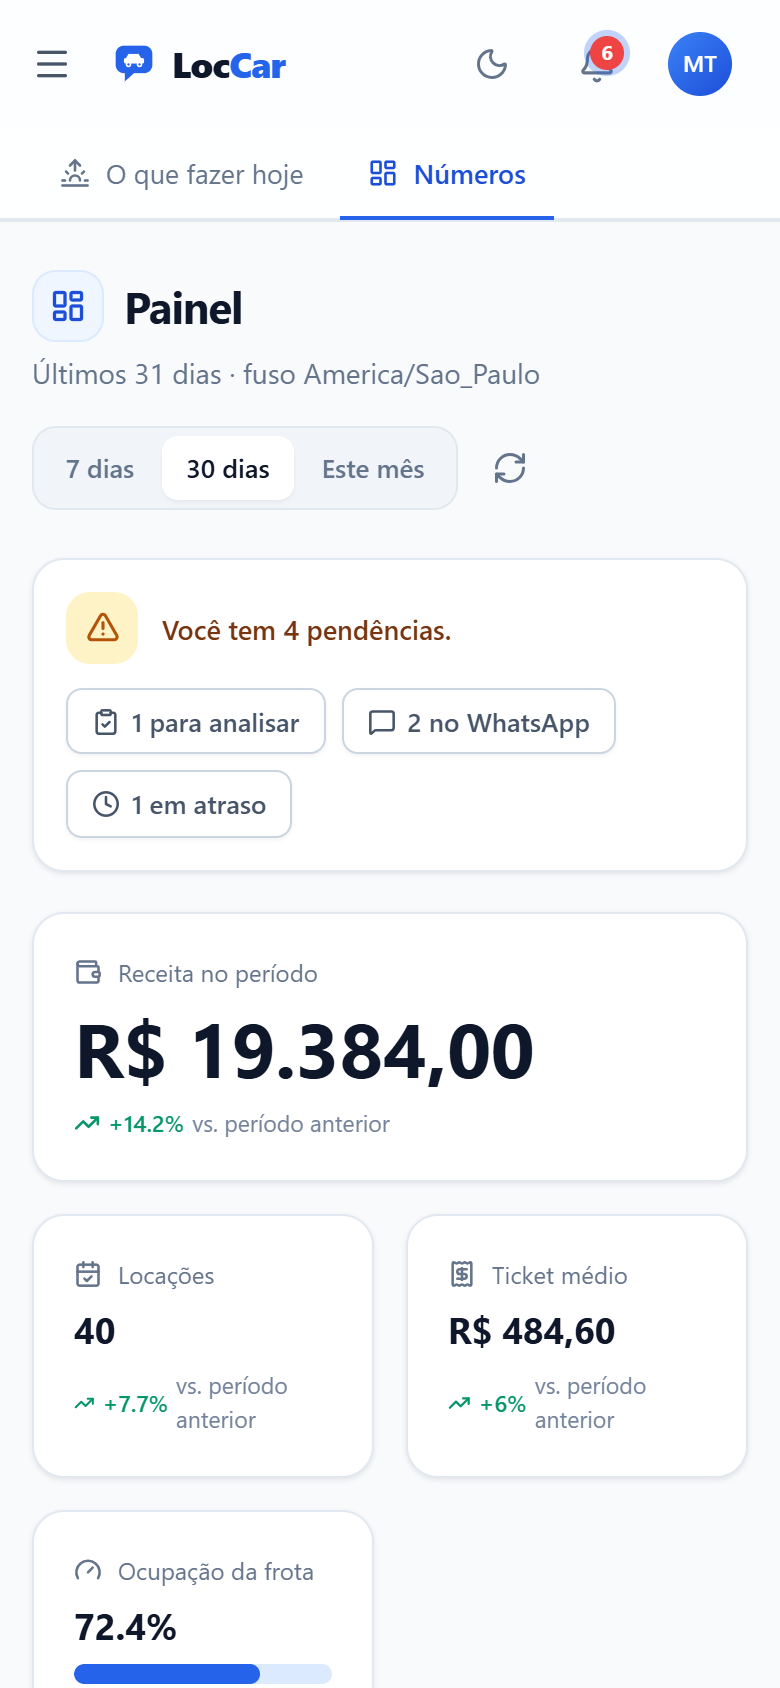 LocCar
6
MT
O que fazer hoje
Números
Painel
Últimos 31 dias · fuso America/Sao_Paulo
7 dias
30 dias
Este mês
Você tem 4 pendências.
1 para analisar
2 no WhatsApp
1 em atraso
Receita no período
R$ 19.384,00
+14.2% vs. período anterior
Locações
40
+7.7% vs. período
anterior
Ticket médio
R$ 484,60
+6% vs. período
anterior
Ocupação da frota
72.4%